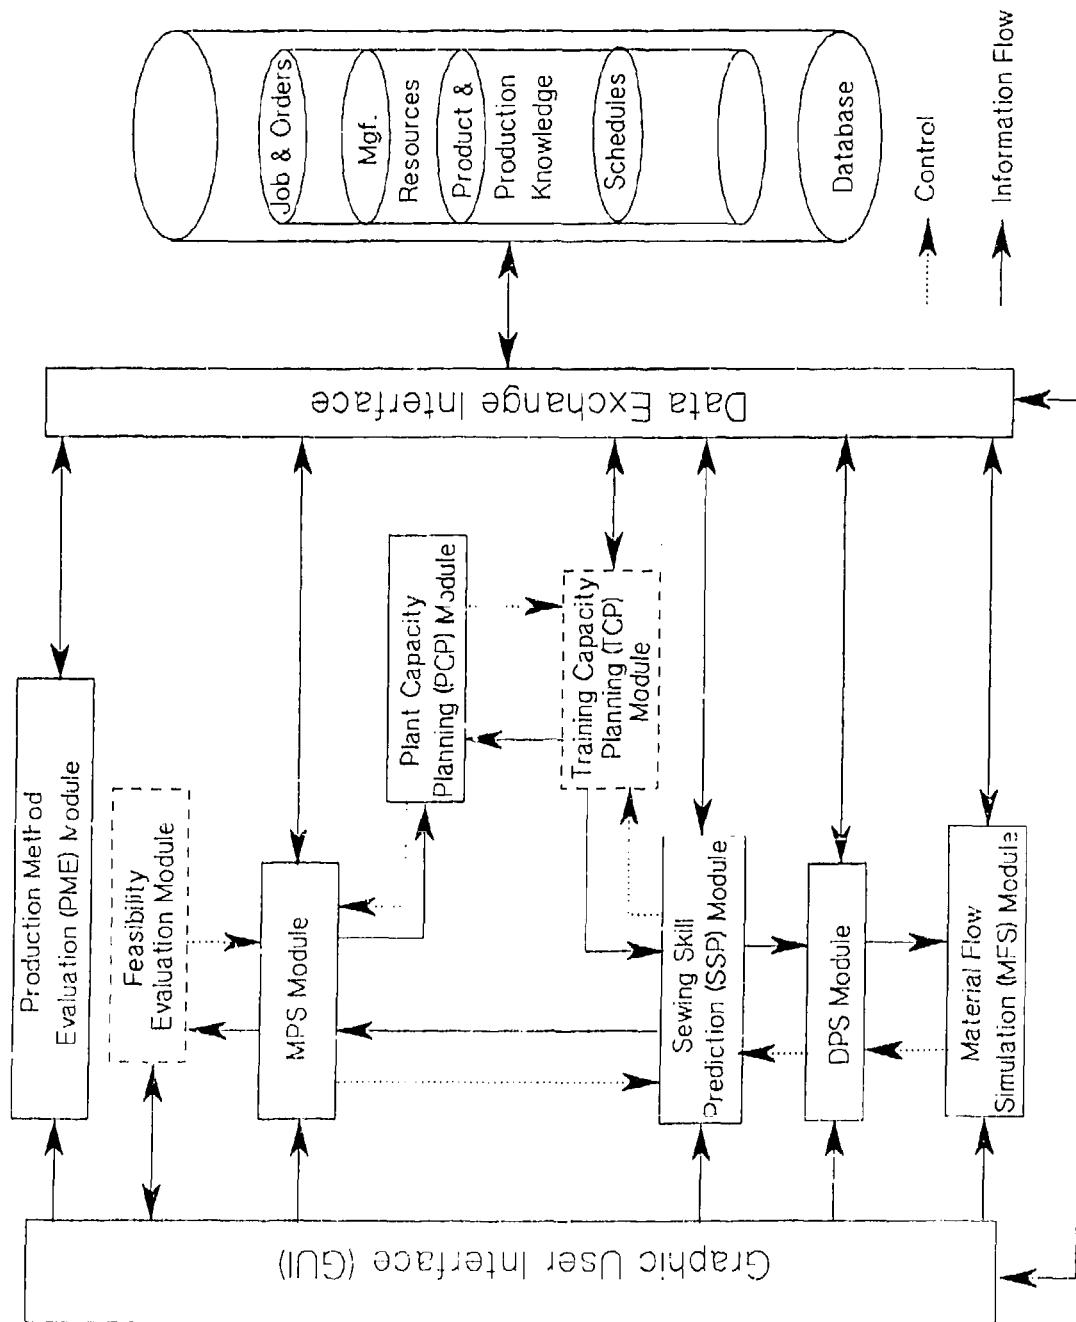 Production Method
Evaluation (PME) Module
Feasibility
Evaluation Module
MPS Module
Plant Capacity
Planning (PCP) Module
Training Capacity
Planning (TCP)
Module
Sewing Skill
Prediction (SSP) Module
DPS Module
Material Flow
Simulation (MFS) Module
Graphic User Interface (GUI)
Data Exchange Interface
Job & Orders
Mgf.
Resources
Product &
Production
Knowledge
Schedules
Database
Control
Information Flow